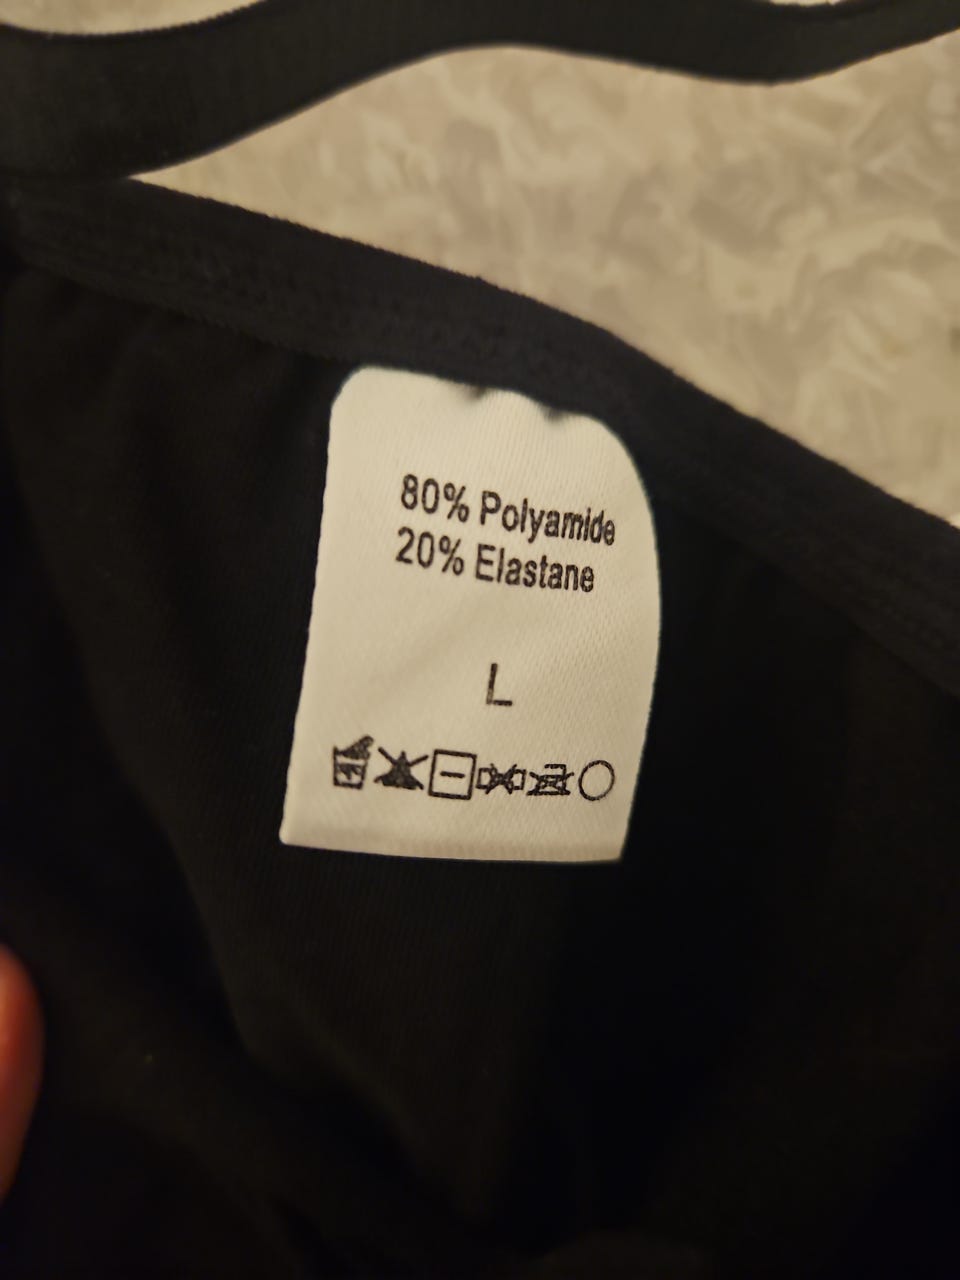 80% Polyamide
20% Elastane
L